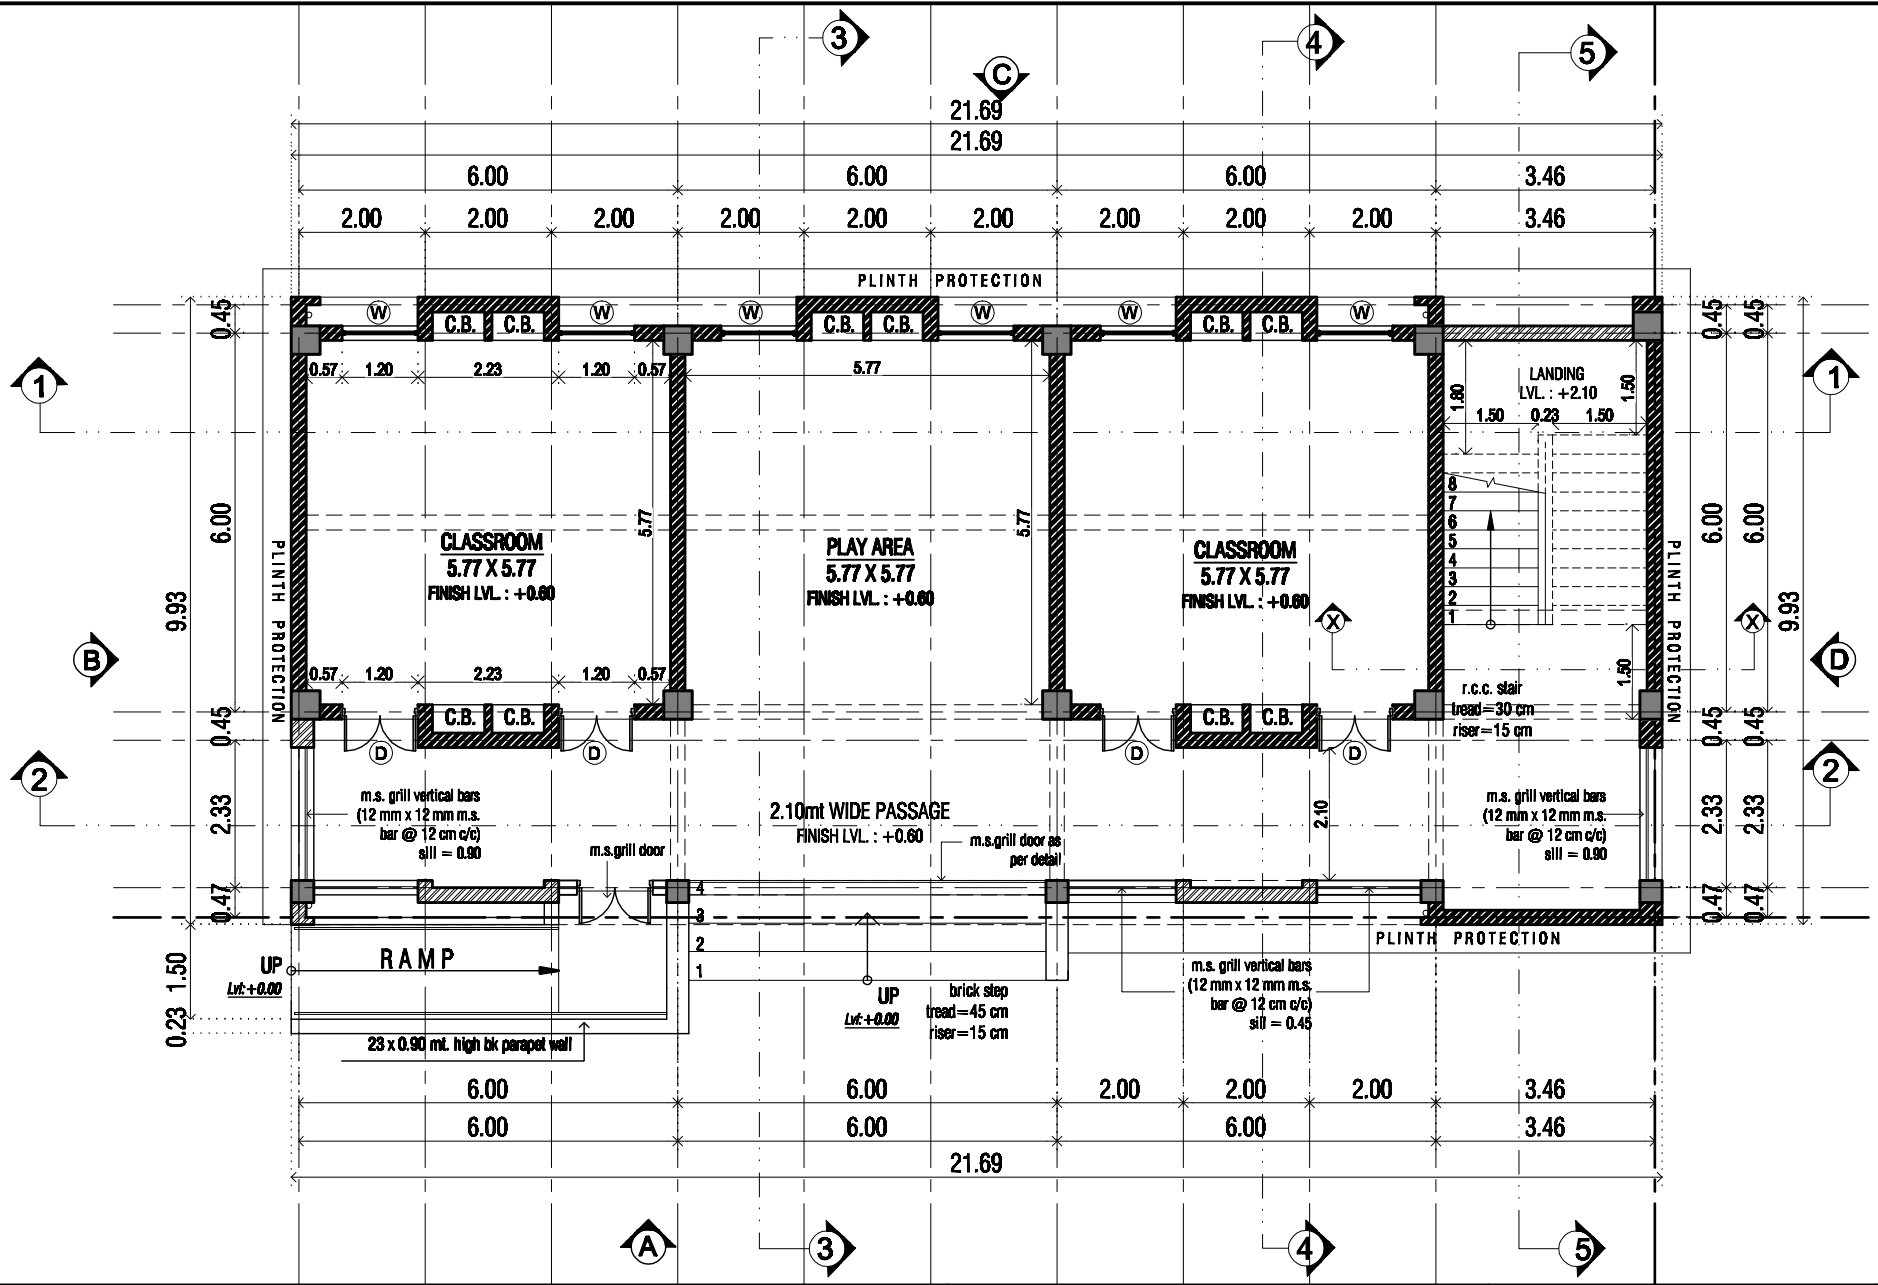 3
4
5
C
21.69
21.69
6.00 6.00 6.00 3.46
2.00 2.00 2.00 2.00 2.00 2.00 2.00 2.00 2.00 3.46
PLINTH PROTECTION
0.45 W C.B. C.B. W W C.B. C.B. W W C.B. C.B. W 0.45 0.45
0.57 1.20 2.23 1.20 0.57 5.77
LANDING
LVL. : +2.10
1.80 1.50
1.50 0.23 1.50
1 1
6.00 5.77 5.77 6.00 6.00
CLASSROOM
5.77 X 5.77
FINISH LVL. : +0.60
PLAY AREA
5.77 X 5.77
FINISH LVL. : +0.60
CLASSROOM
5.77 X 5.77
FINISH LVL. : +0.60
8
7
6
5
4
3
2
1
PLINTH PROTECTION
PLINTH PROTECTION
9.93 9.93
X X
B D
0.57 1.20 2.23 1.20 0.57
1.50
r.c.c. stair
tread=30 cm
riser=15 cm
0.45 C.B. C.B. C.B. C.B. 0.45 0.45
D D D D
2 2
2.33 2.10 2.33 2.33
m.s. grill vertical bars
(12 mm x 12 mm m.s.
bar @ 12 cm c/c)
sill = 0.90
2.10mt WIDE PASSAGE
FINISH LVL. : +0.60
m.s.grill door
m.s.grill door as
per detail
m.s. grill vertical bars
(12 mm x 12 mm m.s.
bar @ 12 cm c/c)
sill = 0.90
0.47 0.47 0.47
4
3
2
1
PLINTH PROTECTION
1.50
RAMP
UP
Lvl:+0.00
0.23
23 x 0.90 mt. high bk parapet wall
UP
Lvl:+0.00
brick step
tread=45 cm
riser=15 cm
m.s. grill vertical bars
(12 mm x 12 mm m.s.
bar @ 12 cm c/c)
sill = 0.45
6.00 6.00 2.00 2.00 2.00 3.46
6.00 6.00 6.00 3.46
21.69
A
3
4
5